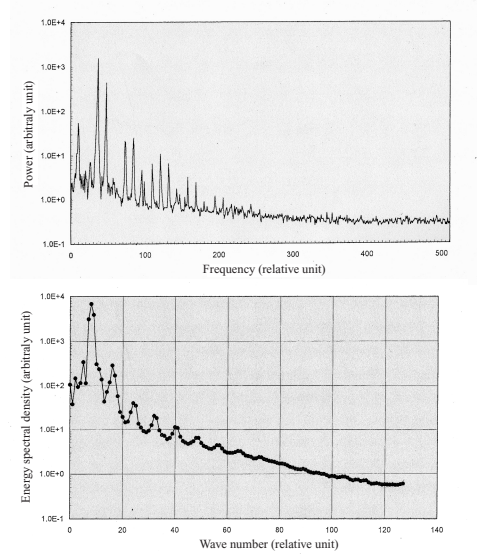 1.0E+4
1.0E+3
1.0E+2
1.0E+1
1.0E+0
1.0E-1
Power (arbitraly unit)
0 100 200 300 400 500
Frequency (relative unit)
1.0E+4
1.0E+3
1.0E+2
1.0E+1
1.0E+0
1.0E-1
Energy spectral density (arbitraly unit)
0 20 40 60 80 100 120 140
Wave number (relative unit)